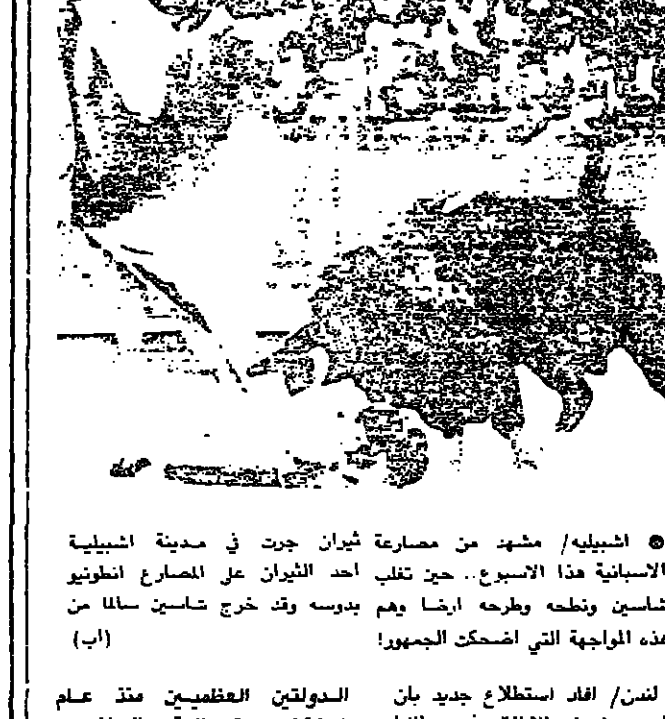 ● اشبيليه/ مشهد من مصارعة ثيران جرت في مدينة اشبيلية
الاسبانية هذا الاسبوع.. حين تغلب احد الثيران على المصارع انطونيو
شاسين ونطحه وطرحه ارضا وهم بدوسه وقد خرج شاسين سالما من
هذه المواجهة التي اضحكت الجمهور! (اب)
لندن/ افاد استطلاع جديد بان
الدولتين العظميين منذ عام